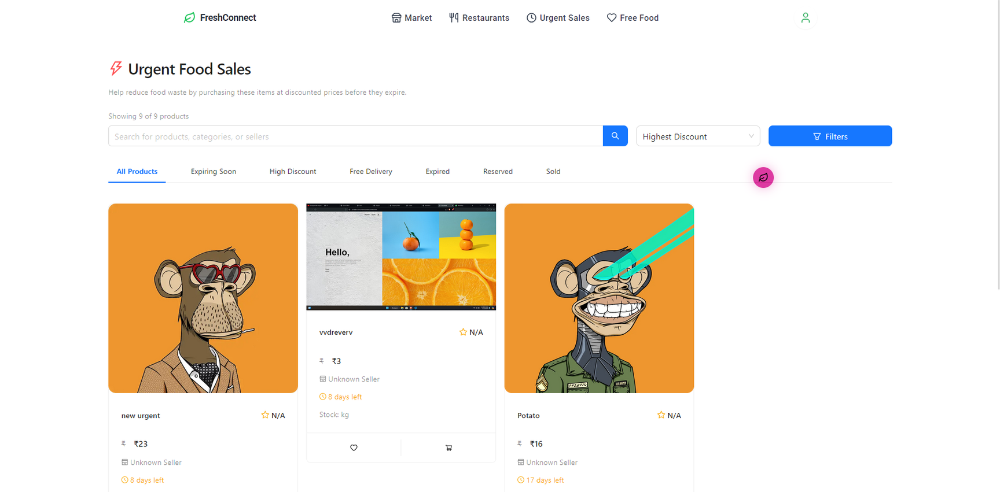 FreshConnect
Market Restaurants Urgent Sales Free Food
Urgent Food Sales
Help reduce food waste by purchasing these items at discounted prices before they expire.
Showing 9 of 9 products
Search for products, categories, or sellers
Highest Discount
Filters
All Products Expiring Soon High Discount Free Delivery Expired Reserved Sold
Hello,
US ARMY
vvdreverv N/A
₹ ₹3
Unknown Seller
8 days left
Stock: kg
new urgent N/A
₹ ₹23
Unknown Seller
8 days left
Potato N/A
₹ ₹16
Unknown Seller
17 days left